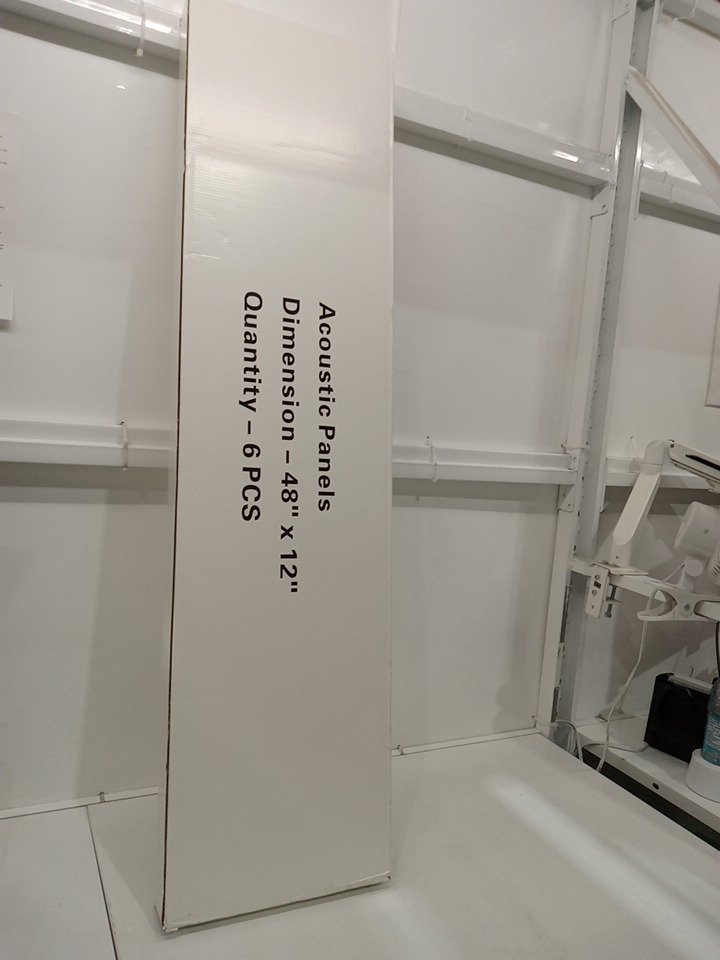 Acoustic Panels
Dimension – 48" x 12"
Quantity – 6 PCS